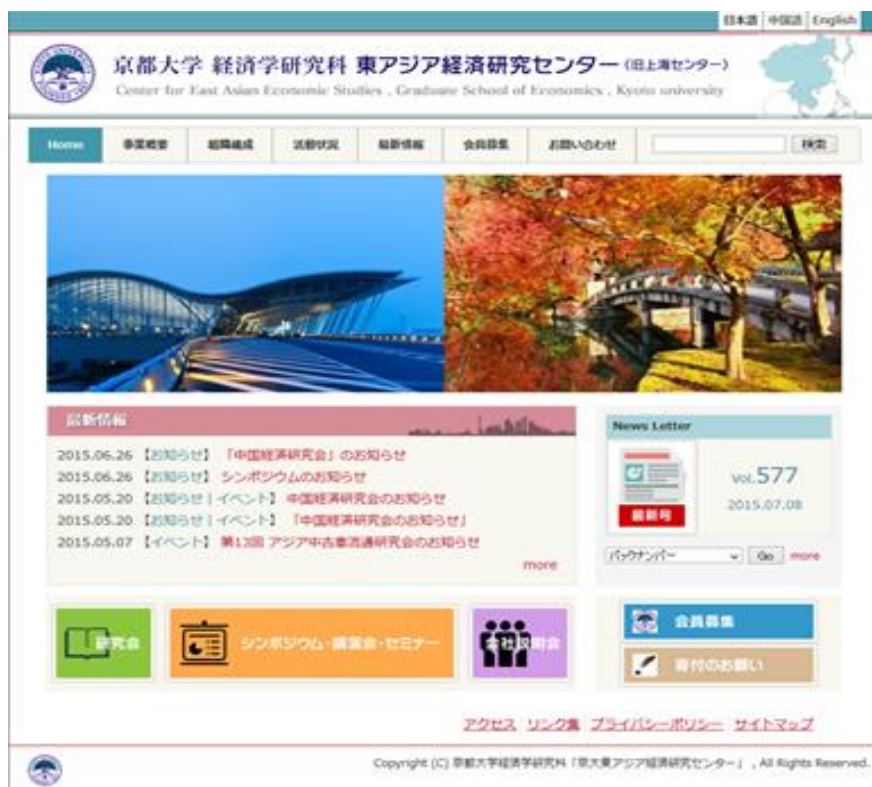 日本語 中国語 English
京都大学 経済学研究科 東アジア経済研究センター (旧上海センター)
Center for East Asian Economic Studies , Graduate School of Economics , Kyoto university
Home 事業概要 組織編成 活動状況 最新情報 会員募集 お問い合わせ 検索
最新情報
2015.06.26 【お知らせ】 「中国経済研究会」のお知らせ
2015.06.26 【お知らせ】 シンポジウムのお知らせ
2015.05.20 【お知らせ | イベント】 中国経済研究会のお知らせ
2015.05.20 【お知らせ | イベント】 「中国経済研究会のお知らせ」
2015.05.07 【イベント】 第13回 アジア中古車流通研究会のお知らせ
more
News Letter
最新号
Vol.577
2015.07.08
バックナンバー Go more
研究会
シンポジウム・講演会・セミナー
会社説明会
会員募集
寄付のお願い
アクセス リンク集 プライバシーポリシー サイトマップ
Copyright (C) 京都大学経済学研究科「京大東アジア経済研究センター」 , All Rights Reserved.